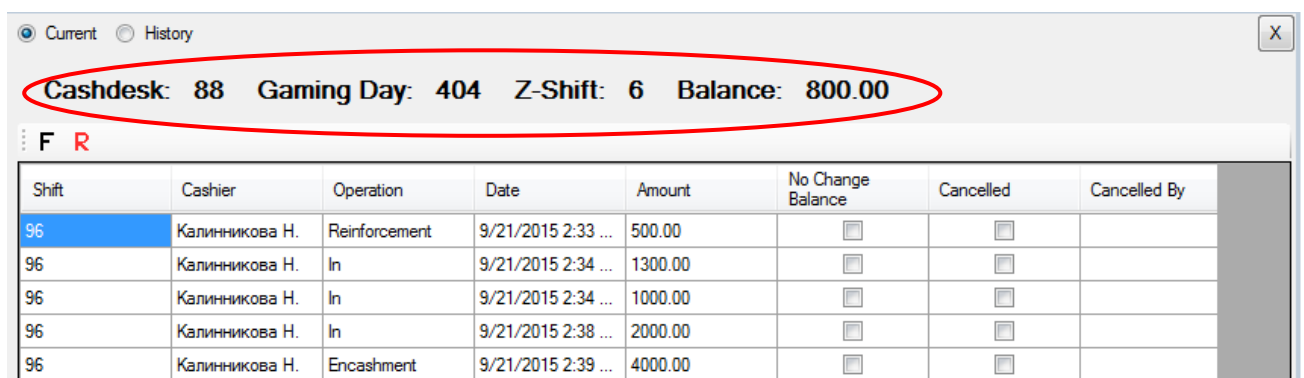 Current History X
Cashdesk: 88 Gaming Day: 404 Z-Shift: 6 Balance: 800.00
F R
Shift Cashier Operation Date Amount No Change Balance Cancelled Cancelled By
96 Калинникова Н. Reinforcement 9/21/2015 2:33 ... 500.00
96 Калинникова Н. In 9/21/2015 2:34 ... 1300.00
96 Калинникова Н. In 9/21/2015 2:34 ... 1000.00
96 Калинникова Н. In 9/21/2015 2:38 ... 2000.00
96 Калинникова Н. Encashment 9/21/2015 2:39 ... 4000.00